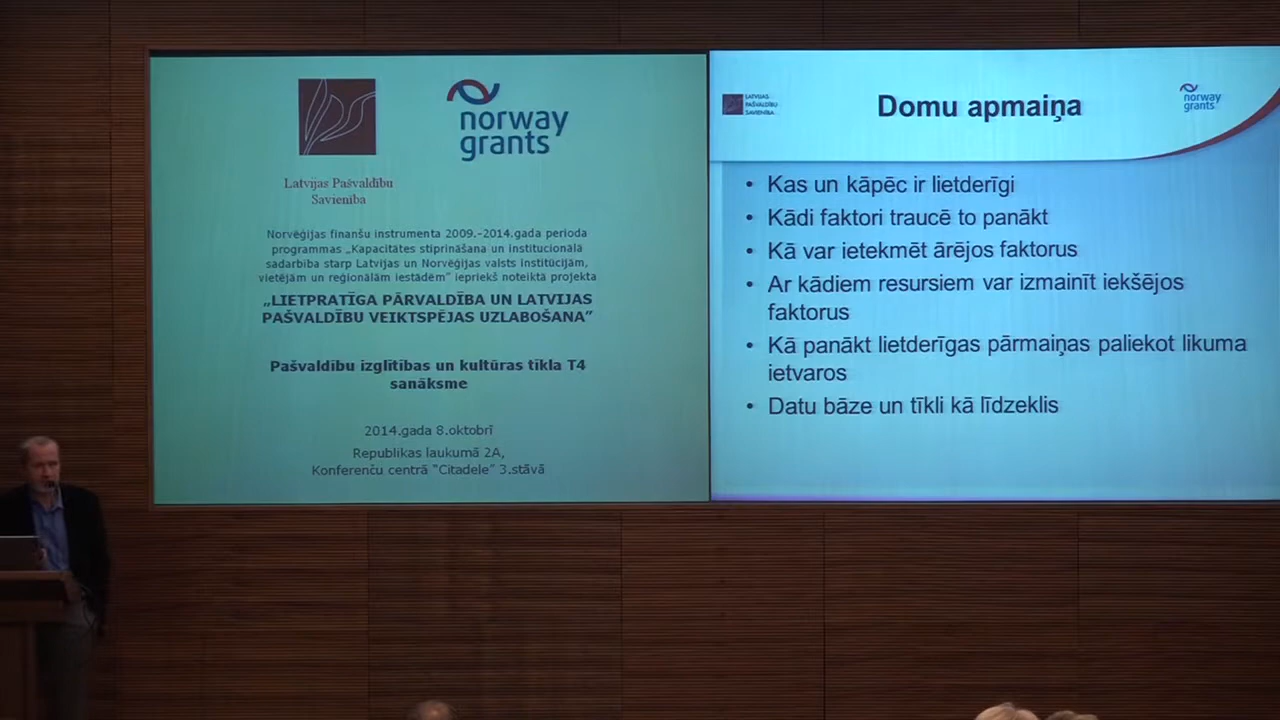 norway
grants
Latvijas Pašvaldību
Savienība
Norvēģijas finanšu instrumenta 2009.-2014.gada perioda
programmas „Kapacitātes stiprināšana un institucionālā
sadarbība starp Latvijas un Norvēģijas valsts institūcijām,
vietējām un reģionālām iestādēm” iepriekš noteiktā projekta
„LIETPRATĪGA PĀRVALDĪBA UN LATVIJAS
PAŠVALDĪBU VEIKTSPĒJAS UZLABOŠANA”
Pašvaldību izglītības un kultūras tīkla T4
sanāksme
2014.gada 8.oktobrī
Republikas laukumā 2A,
Konferenču centrā “Citadele” 3.stāvā
LATVIJAS
PAŠVALDĪBU
SAVIENĪBA
Domu apmaiņa
norway
grants
• Kas un kāpēc ir lietderīgi
• Kādi faktori traucē to panākt
• Kā var ietekmēt ārējos faktorus
• Ar kādiem resursiem var izmainīt iekšējos
faktorus
• Kā panākt lietderīgas pārmaiņas paliekot likuma
ietvaros
• Datu bāze un tīkli kā līdzeklis